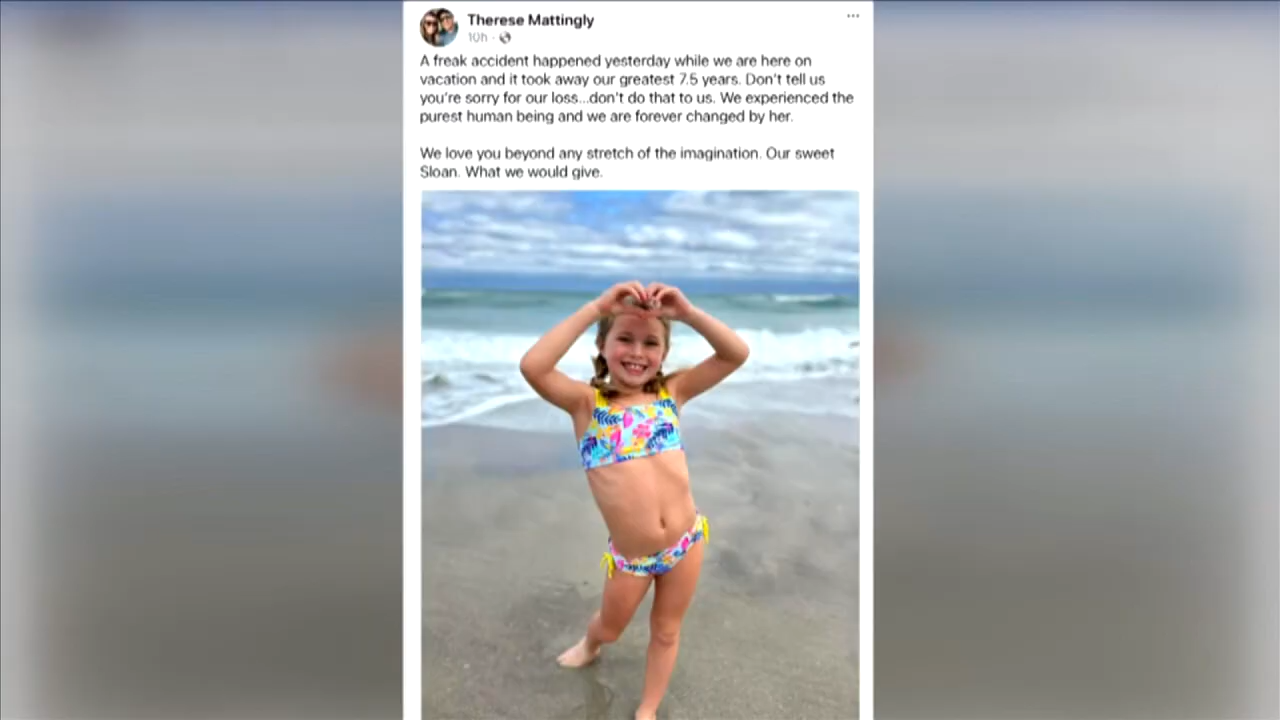 Therese Mattingly
10h ·
A freak accident happened yesterday while we are here on
vacation and it took away our greatest 7.5 years. Don't tell us
you're sorry for our loss...don't do that to us. We experienced the
purest human being and we are forever changed by her.
We love you beyond any stretch of the imagination. Our sweet
Sloan. What we would give.